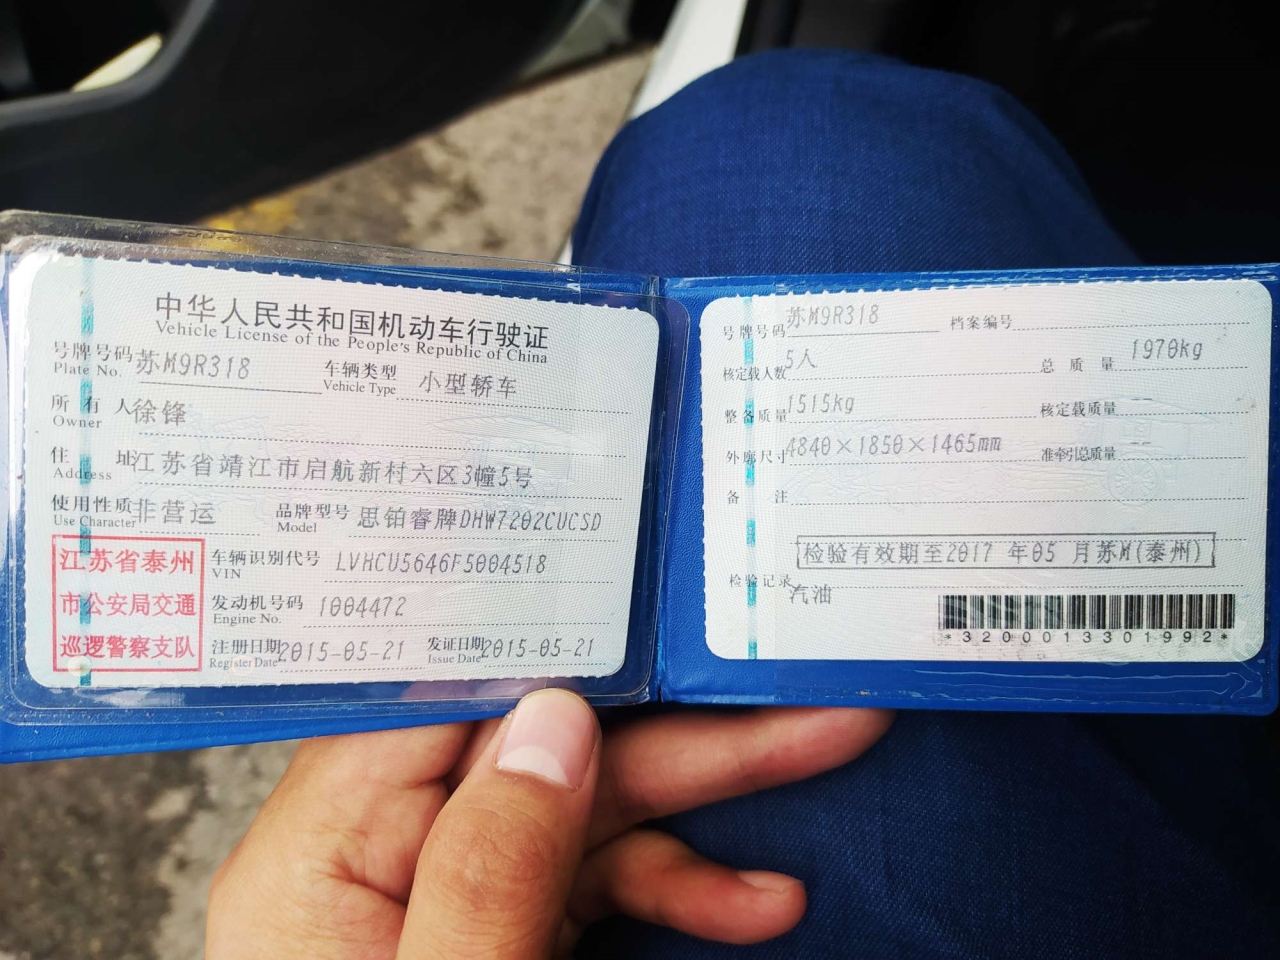 中华人民共和国机动车行驶证
Vehicle License of the People's Republic of China
号牌号码 苏M9R318 车辆类型 小型轿车
Plate No. Vehicle Type
所有人 徐锋
Owner
住址 江苏省靖江市启航新村六区3幢5号
Address
使用性质 非营运 品牌型号 思铂睿牌DHW7202CUCSD
Use Character Model
江苏省泰州
市公安局交通
巡逻警察支队
车辆识别代号 LVHCU5646F5004518
VIN
发动机号码 1004472
Engine No.
注册日期 2015-05-21 发证日期 2015-05-21
Register Date Issue Date
号牌号码 苏M9R318 档案编号
核定载人数 5人 总质量 1970kg
整备质量 1515kg 核定载质量
外廓尺寸 4840×1850×1465mm 准牵引总质量
备注
检验有效期至2017 年05 月苏M(泰州)
检验记录
汽油
*3200013301992*